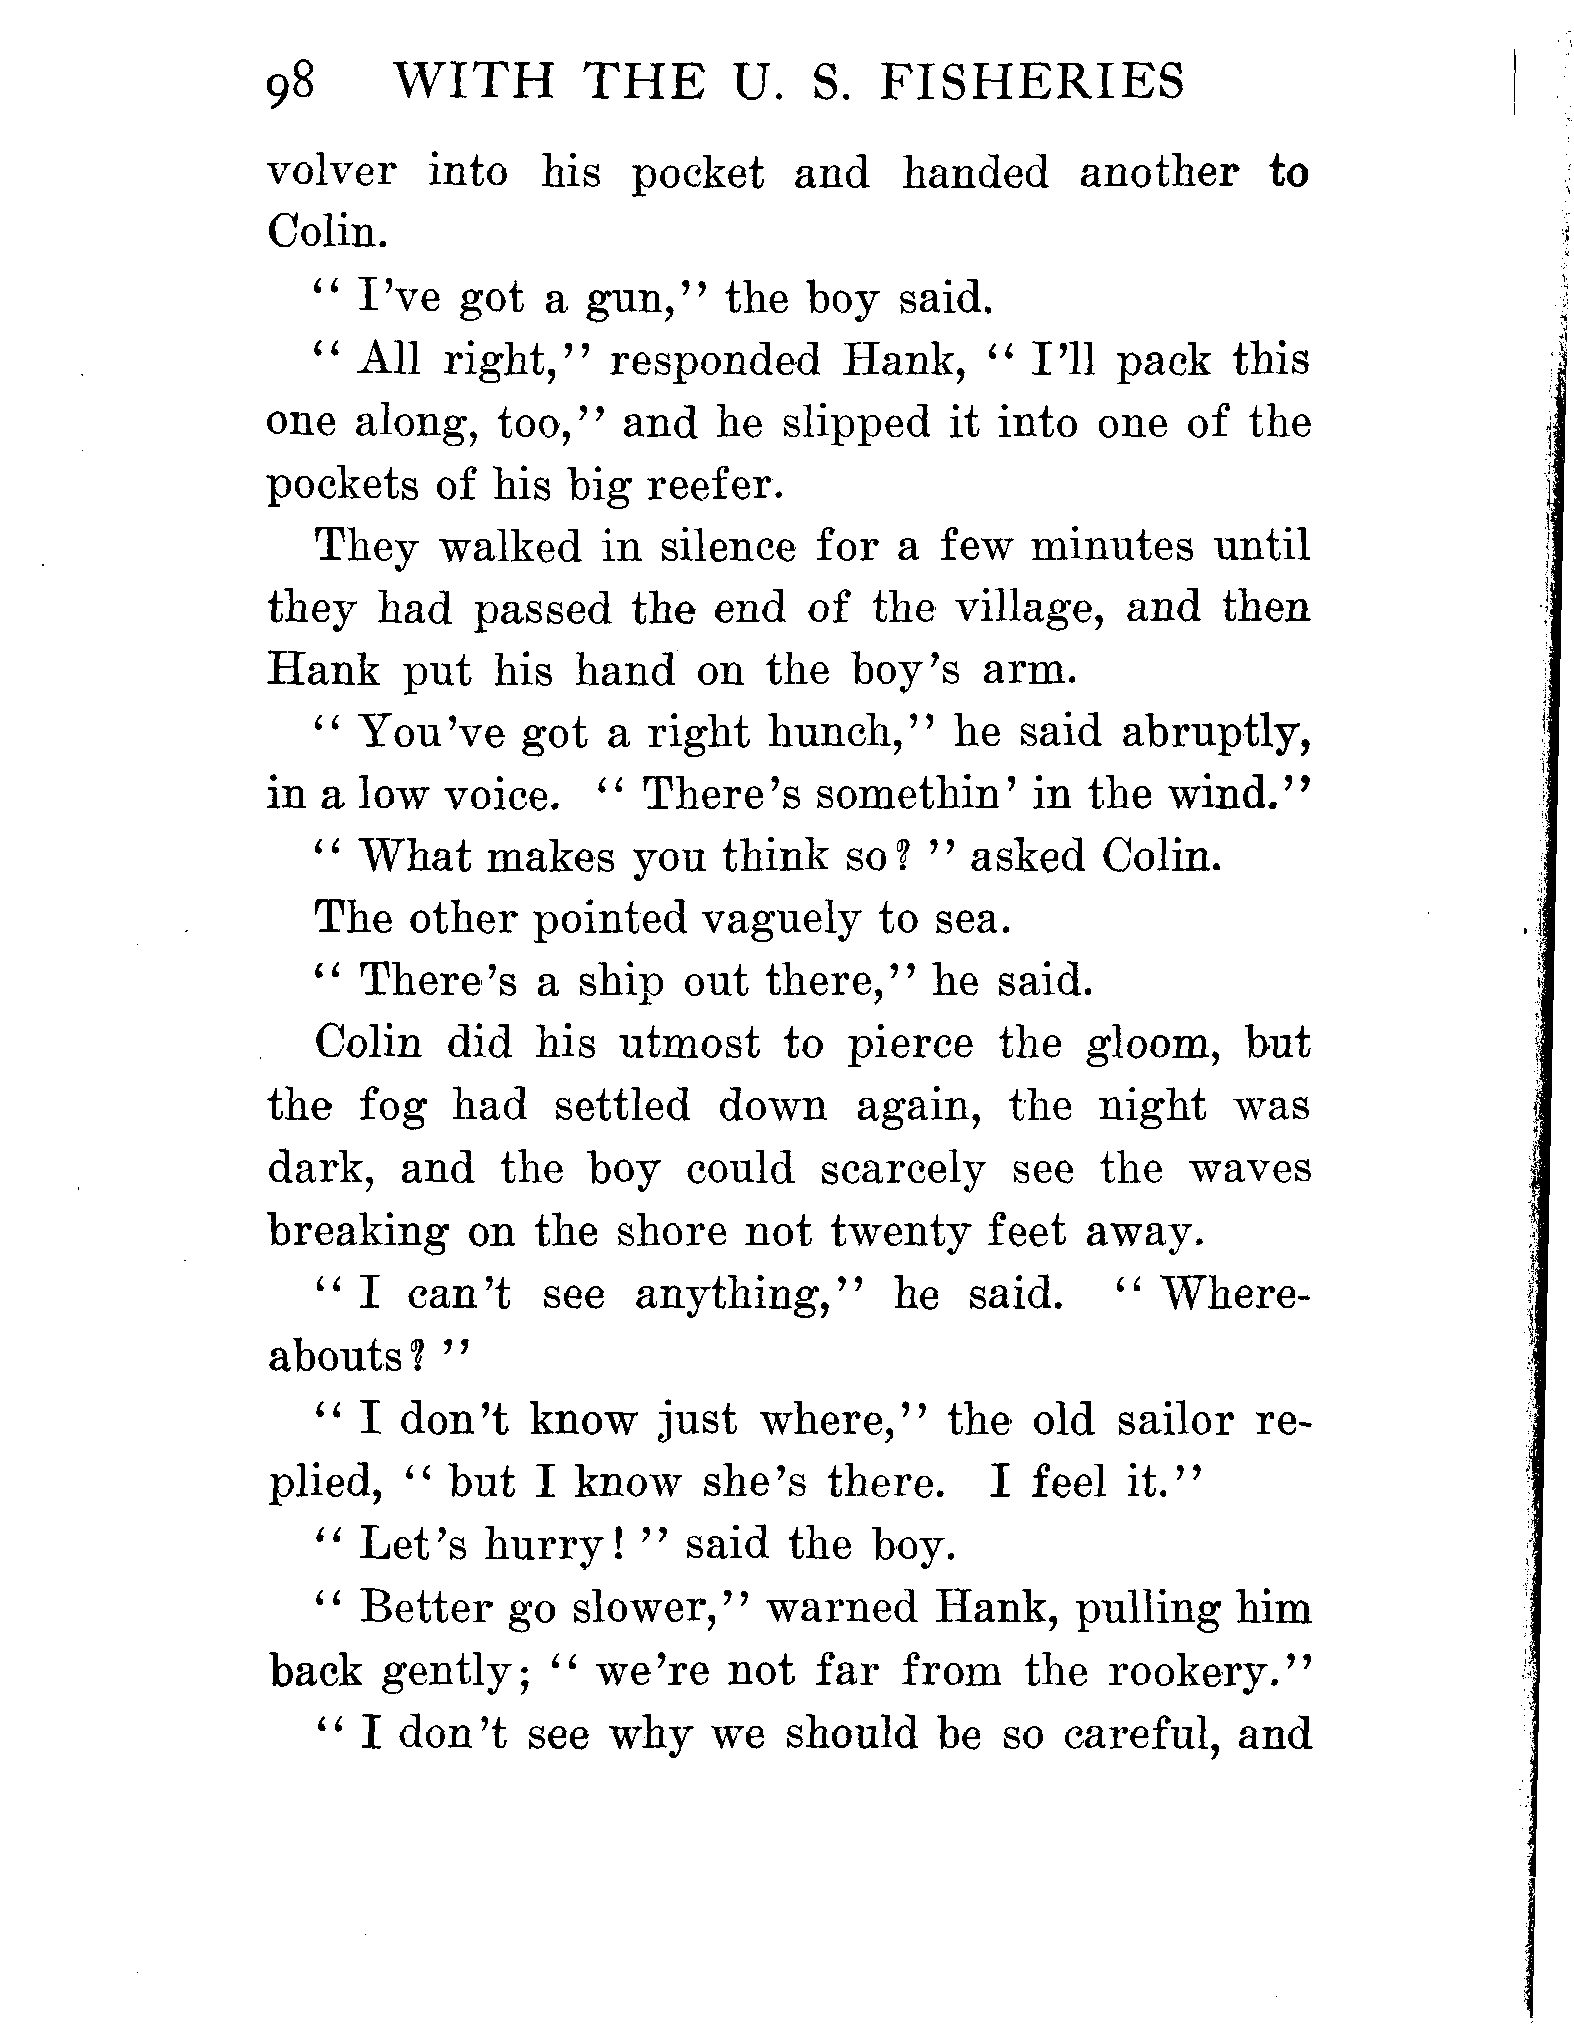 98 WITH THE U. S. FISHERIES
volver into his pocket and handed another to
Colin.
" I've got a gun," the boy said.
" All right," responded Hank, " I'll pack this
one along, too," and he slipped it into one of the
pockets of his big reefer.
They walked in silence for a few minutes until
they had passed the end of the village, and then
Hank put his hand on the boy's arm.
" You've got a right hunch," he said abruptly,
in a low voice. " There's somethin' in the wind."
" What makes you think so? " asked Colin.
The other pointed vaguely to sea.
" There's a ship out there," he said.
Colin did his utmost to pierce the gloom, but
the fog had settled down again, the night was
dark, and the boy could scarcely see the waves
breaking on the shore not twenty feet away.
" I can't see anything," he said. " Where-
abouts? "
" I don't know just where," the old sailor re-
plied, " but I know she's there. I feel it."
" Let's hurry! " said the boy.
" Better go slower," warned Hank, pulling him
back gently; " we're not far from the rookery."
" I don't see why we should be so careful, and